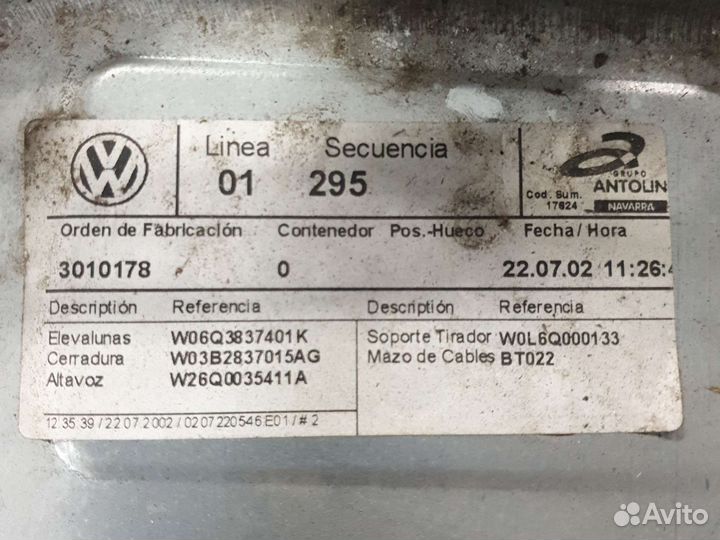 Linea Secuencia
01 295
GRUPO
ANTOLIN
Cod. Sum.
17624 NAVARRA
Orden de Fabricación Contenedor Pos.-Hueco Fecha/Hora
3010178 0 22.07.02 11:26:4
Descriptión Referencia Descriptión Referencia
Elevalunas W06Q3837401K
Cerradura W03B2837015AG
Altavoz W26Q0035411A
Soporte Tirador W0L6Q000133
Mazo de Cables BT022
12:35:39/22.07.2002/0207220546E01/#2
Avito